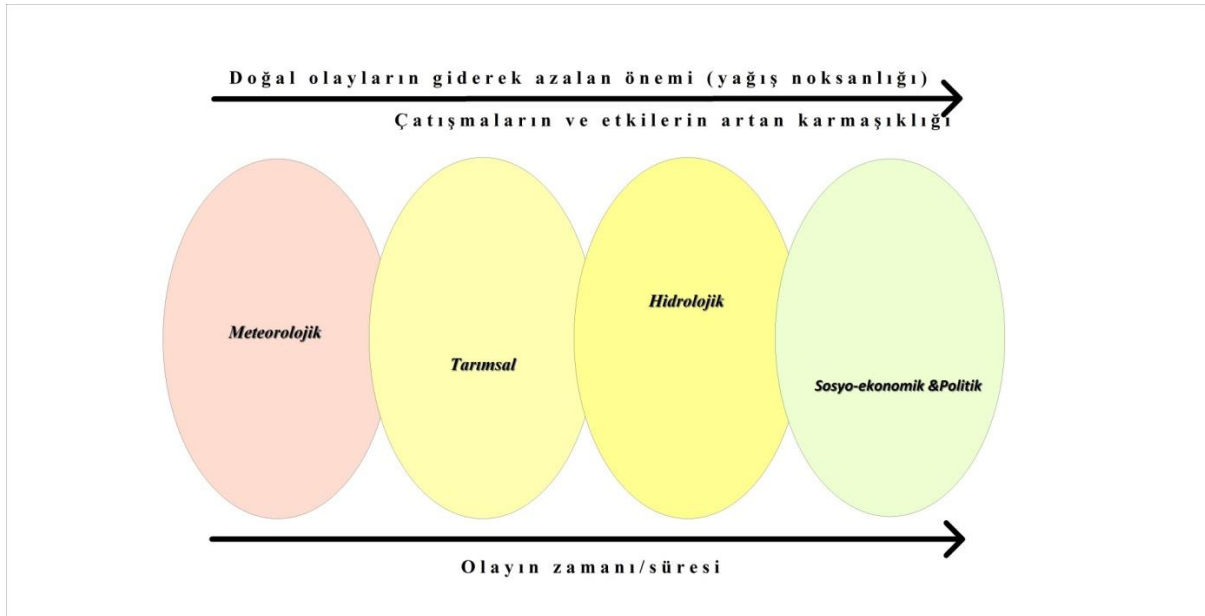 Doğal olayların giderek azalan önemi (yağış noksanlığı)
Çatışmaların ve etkilerin artan karmaşıklığı
Meteorolojik
Tarımsal
Hidrolojik
Sosyo-ekonomik &Politik
Olayın zamanı/süresi